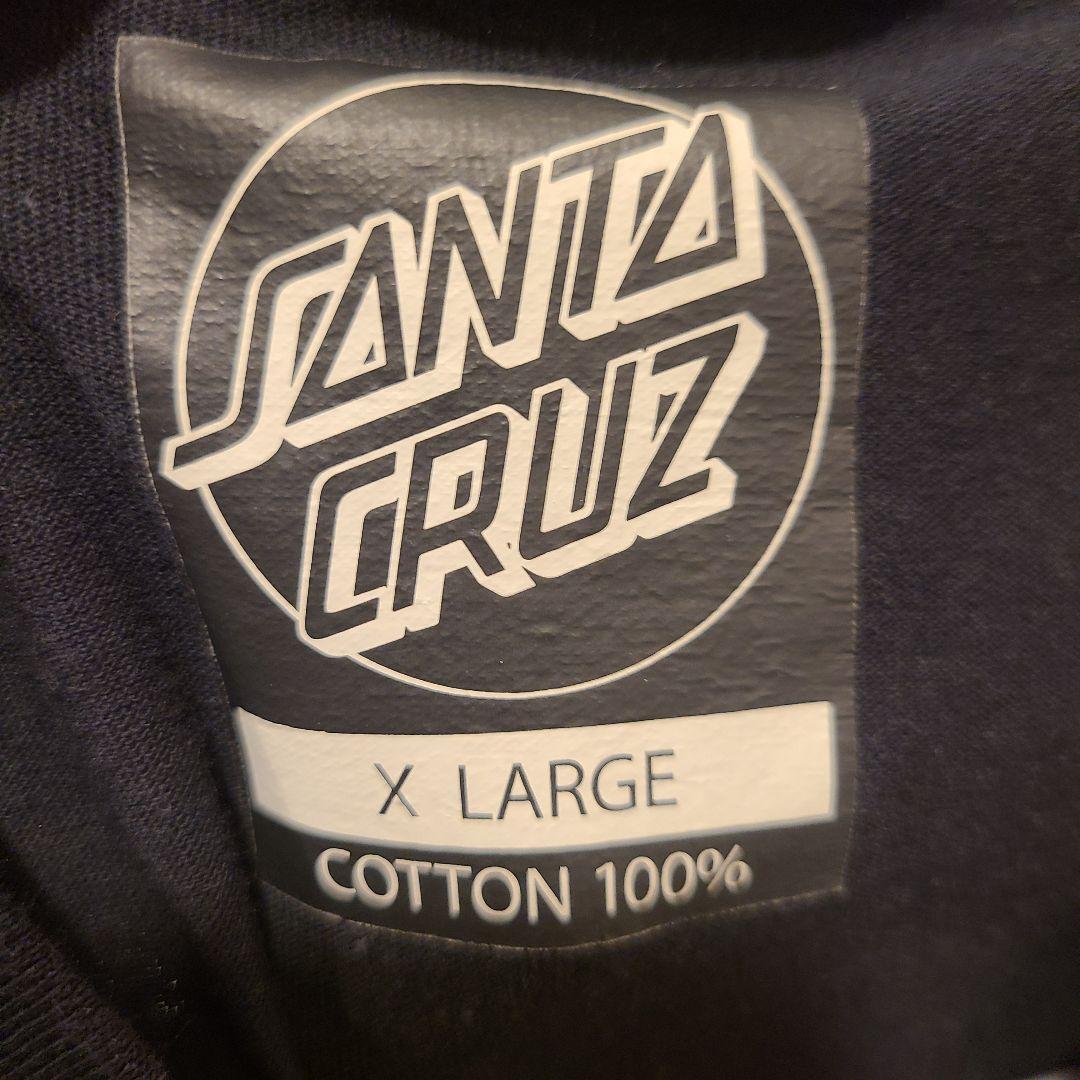 SANTA
CRUZ
X LARGE
COTTON 100%